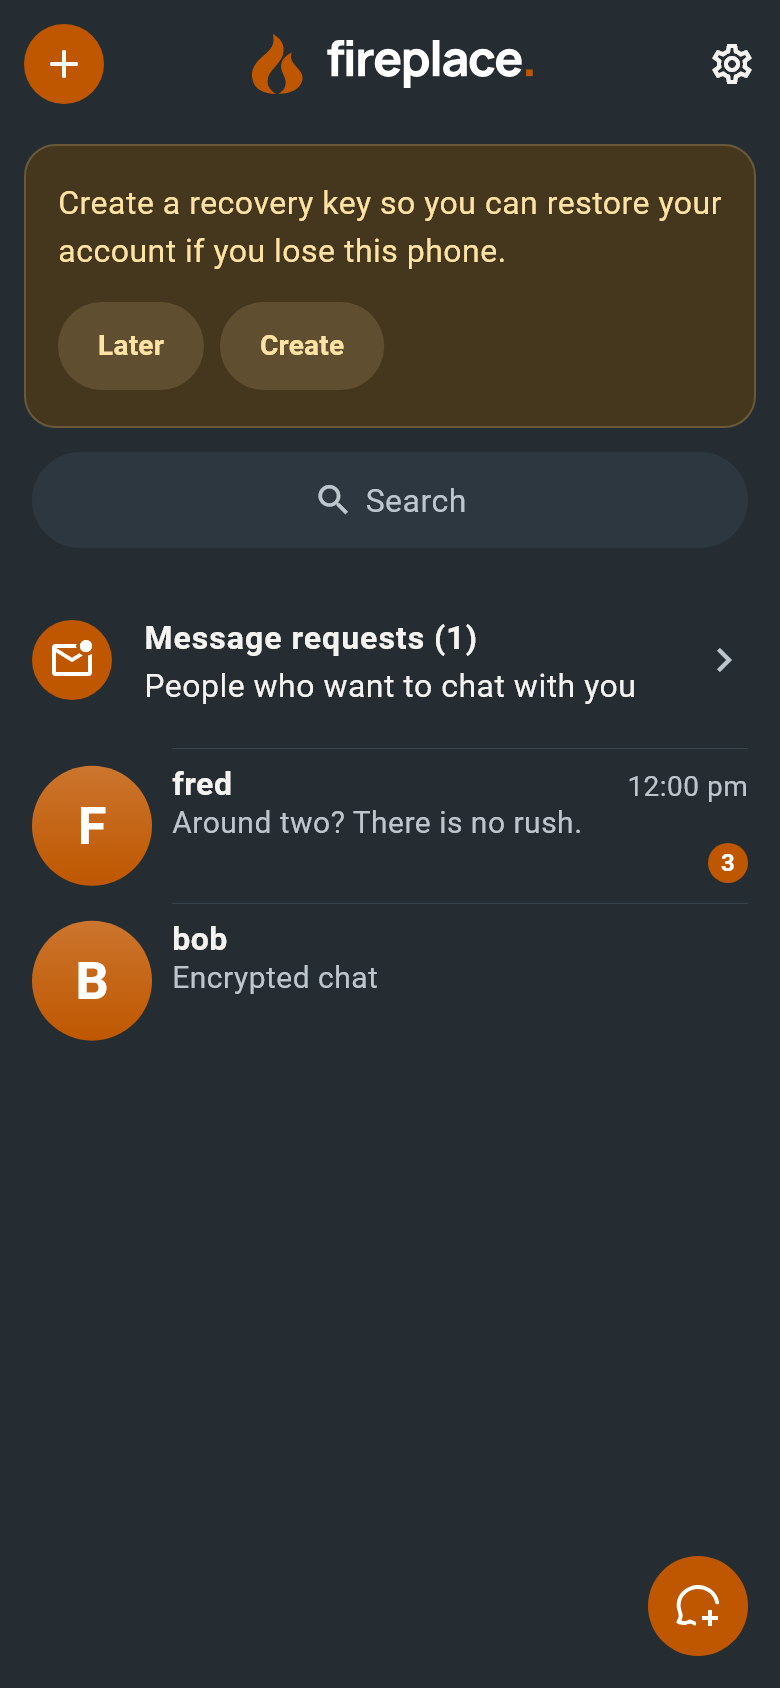 fireplace.
Create a recovery key so you can restore your
account if you lose this phone.
Later
Create
Search
Message requests (1)
People who want to chat with you
F
fred
12:00 pm
Around two? There is no rush.
3
B
bob
Encrypted chat